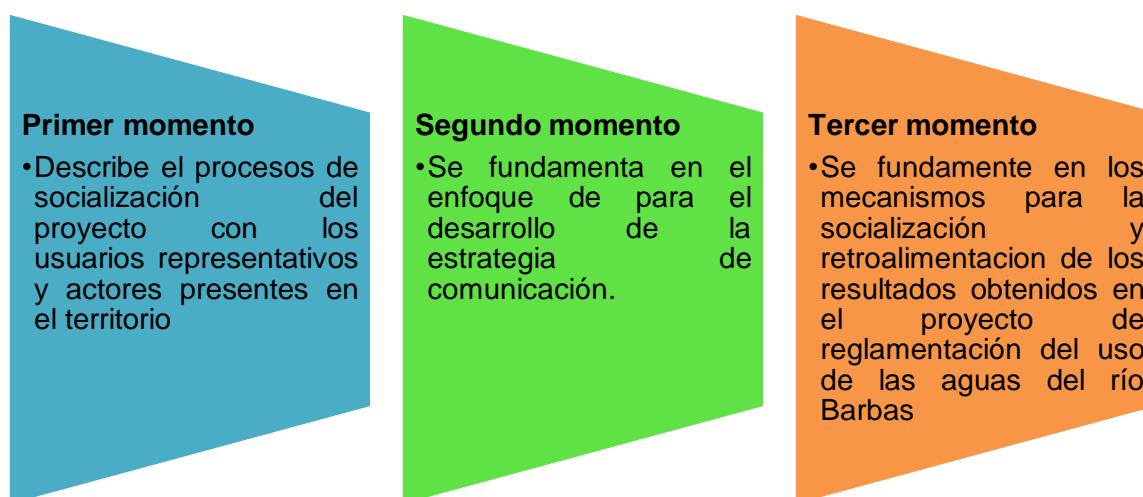 Primer momento
•Describe el procesos de
socialización del
proyecto con los
usuarios representativos
y actores presentes en
el territorio
Segundo momento
•Se fundamenta en el
enfoque de para el
desarrollo de la
estrategia de
comunicación.
Tercer momento
•Se fundamente en los
mecanismos para la
socialización y
retroalimentacion de los
resultados obtenidos en
el proyecto de
reglamentación del uso
de las aguas del río
Barbas